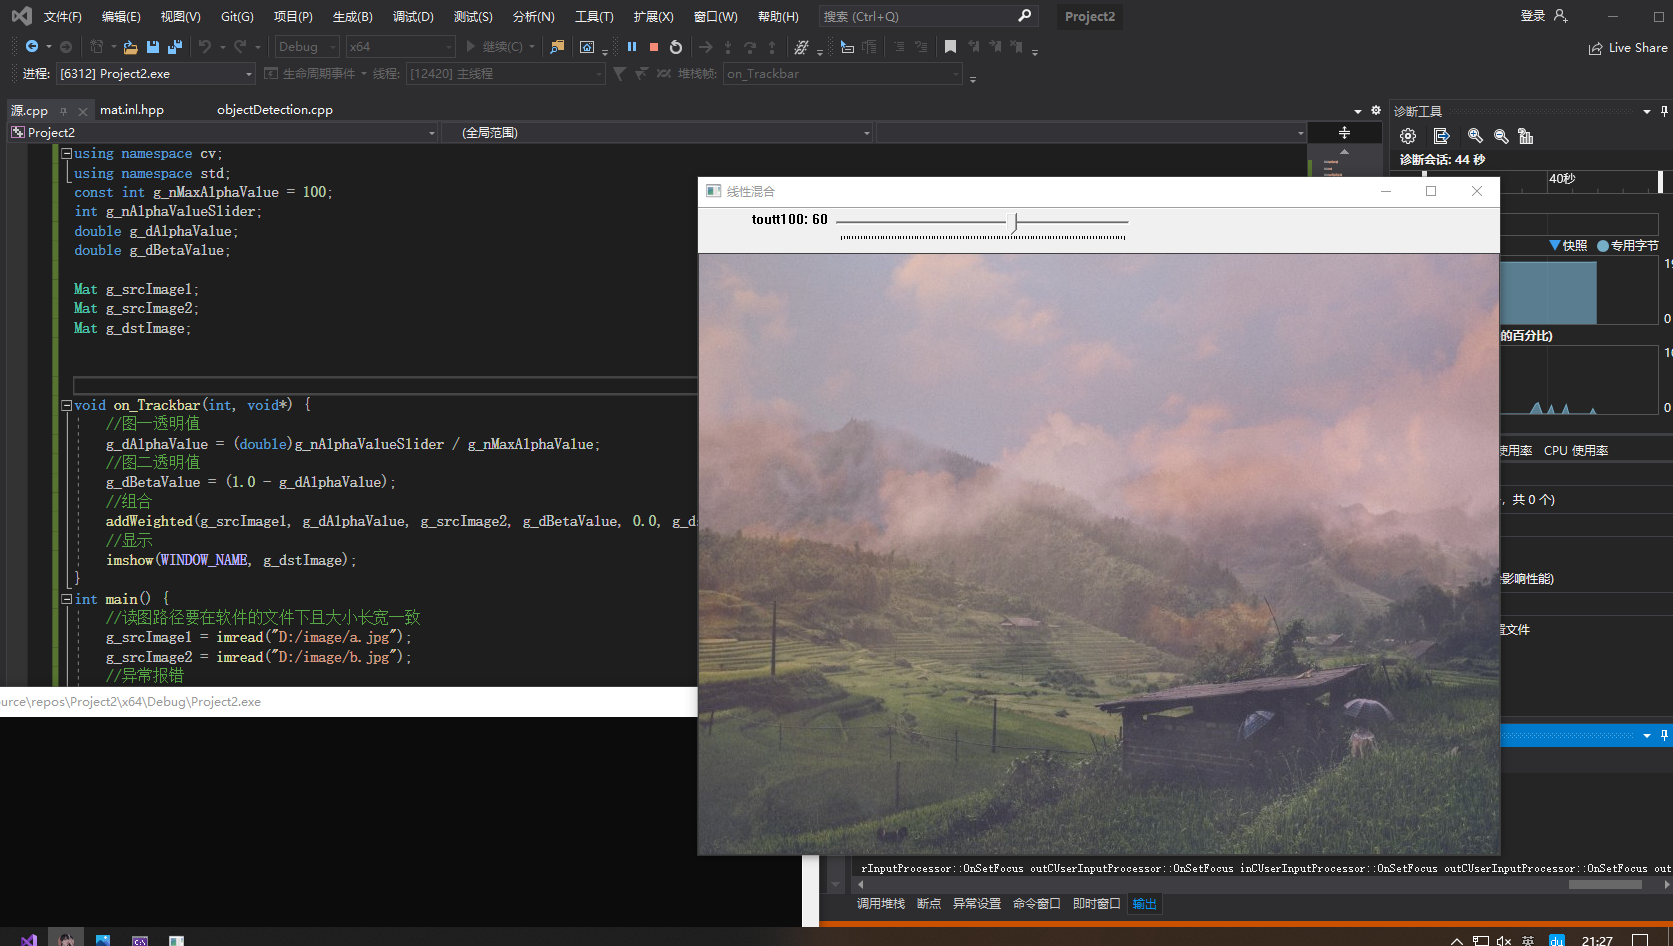 文件(F) 编辑(E) 视图(V) Git(G) 项目(P) 生成(B) 调试(D) 测试(S) 分析(N) 工具(T) 扩展(X) 窗口(W) 帮助(H) 搜索 (Ctrl+Q) Project2 登录
Debug x64 继续(C) Live Share
进程: [6312] Project2.exe 生命周期事件 线程: [12420] 主线程 堆栈帧: on_Trackbar
源.cpp mat.inl.hpp objectDetection.cpp
Project2 (全局范围)
using namespace cv;
using namespace std;
const int g_nMaxAlphaValue = 100;
int g_nAlphaValueSlider;
double g_dAlphaValue;
double g_dBetaValue;
Mat g_srcImage1;
Mat g_srcImage2;
Mat g_dstImage;
void on_Trackbar(int, void*) {
//图一透明值
g_dAlphaValue = (double)g_nAlphaValueSlider / g_nMaxAlphaValue;
//图二透明值
g_dBetaValue = (1.0 - g_dAlphaValue);
//组合
addWeighted(g_srcImage1, g_dAlphaValue, g_srcImage2, g_dBetaValue, 0.0, g_ds
//显示
imshow(WINDOW_NAME, g_dstImage);
}
int main() {
//读图路径要在软件的文件下且大小长宽一致
g_srcImage1 = imread("D:/image/a.jpg");
g_srcImage2 = imread("D:/image/b.jpg");
//异常报错
urce\repos\Project2\x64\Debug\Project2.exe
线性混合
toutt100: 60
诊断工具
诊断会话: 44 秒
40秒
快照 专用字节
19
0
的百分比)
10
0
使用率 CPU 使用率
, 共 0 个)
影响性能)
置文件
rInputProcessor::OnSetFocus outCUserInputProcessor::OnSetFocus inCUserInputProcessor::OnSetFocus outCUserInputProcessor::OnSetFocus out
调用堆栈 断点 异常设置 命令窗口 即时窗口 输出
英 du 21:27